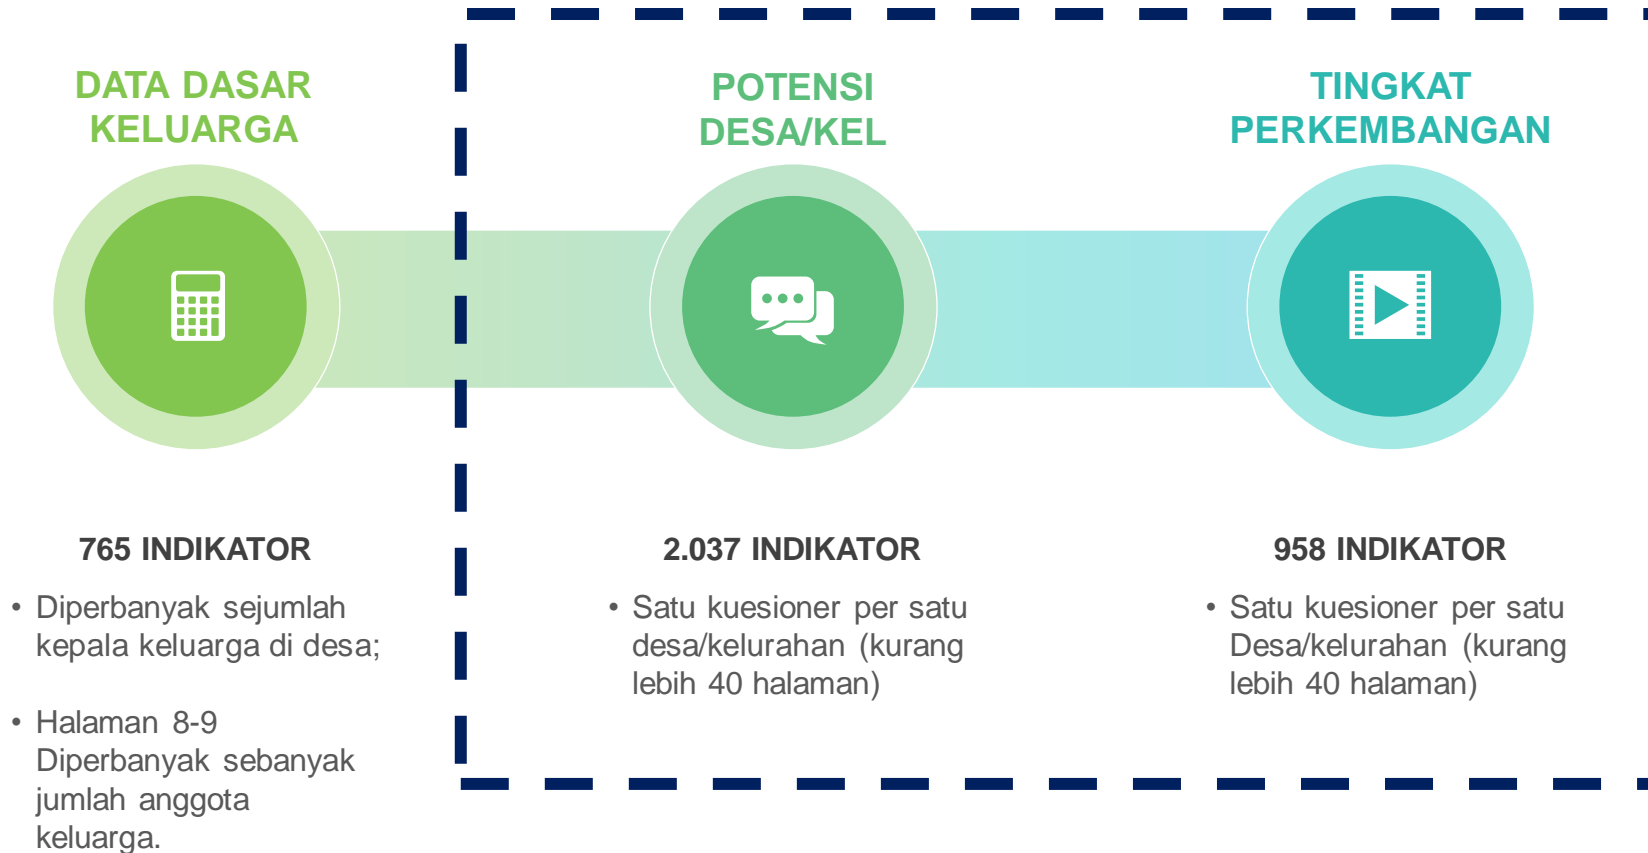 DATA DASAR
KELUARGA
765 INDIKATOR
• Diperbanyak sejumlah
kepala keluarga di desa;
• Halaman 8-9
Diperbanyak sebanyak
jumlah anggota
keluarga.
POTENSI
DESA/KEL
2.037 INDIKATOR
• Satu kuesioner per satu
desa/kelurahan (kurang
lebih 40 halaman)
TINGKAT
PERKEMBANGAN
958 INDIKATOR
• Satu kuesioner per satu
Desa/kelurahan (kurang
lebih 40 halaman)